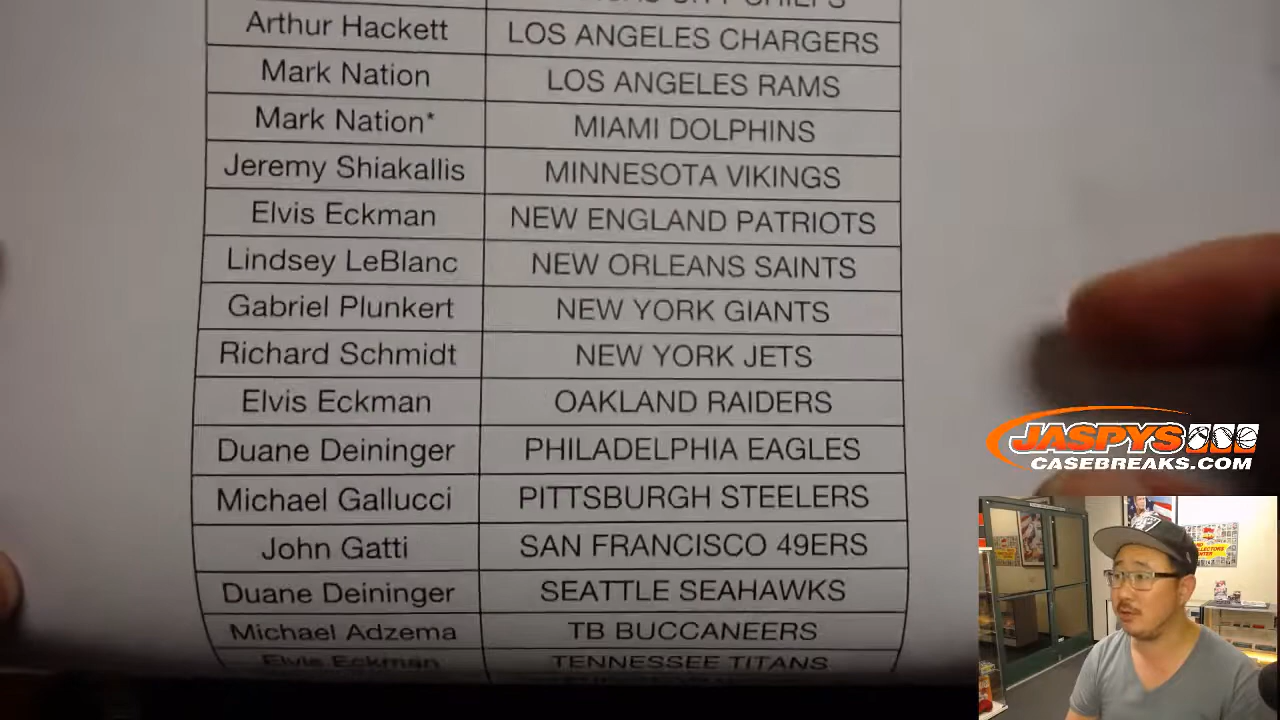 CITY CHIEFS
Arthur Hackett LOS ANGELES CHARGERS
Mark Nation LOS ANGELES RAMS
Mark Nation* MIAMI DOLPHINS
Jeremy Shiakallis MINNESOTA VIKINGS
Elvis Eckman NEW ENGLAND PATRIOTS
Lindsey LeBlanc NEW ORLEANS SAINTS
Gabriel Plunkert NEW YORK GIANTS
Richard Schmidt NEW YORK JETS
Elvis Eckman OAKLAND RAIDERS
Duane Deininger PHILADELPHIA EAGLES
Michael Gallucci PITTSBURGH STEELERS
John Gatti SAN FRANCISCO 49ERS
Duane Deininger SEATTLE SEAHAWKS
Michael Adzema TB BUCCANEERS
Elvis Eckman TENNESSEE TITANS
JASPYS
CASEBREAKS.COM